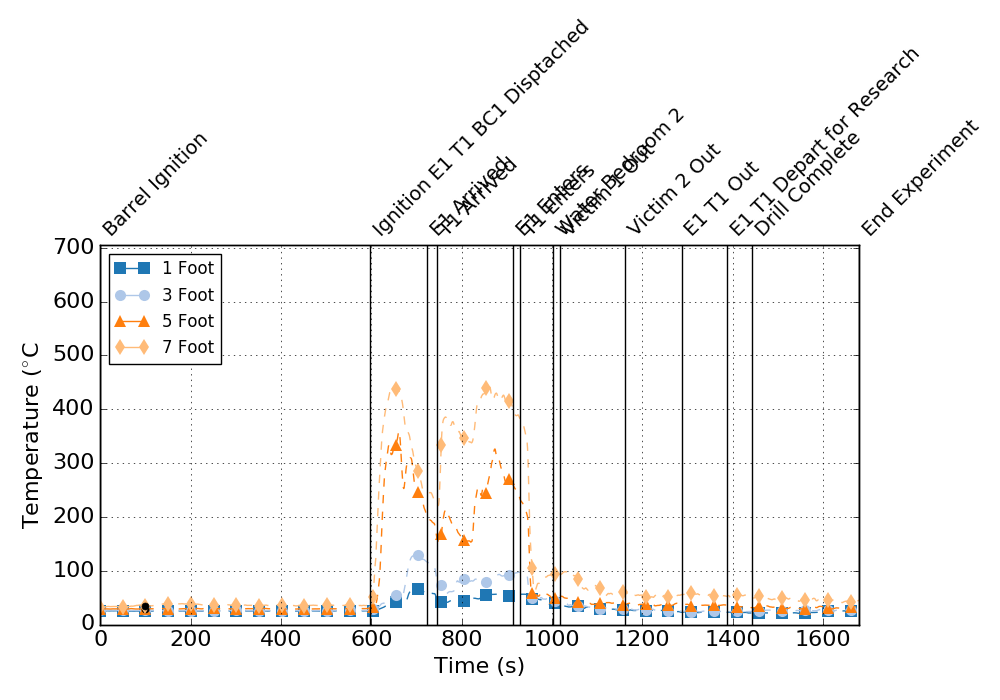 Barrel Ignition
Ignition E1 T1 BC1 Disptached
E1 Arrived
T1 Arrived
E1 Enters
T1 Enters
Water Bedroom 2
Victim 1 Out
Victim 2 Out
E1 T1 Out
E1 T1 Depart for Research
Drill Complete
End Experiment
700
600
500
400
300
200
100
0
Temperature (°C
1 Foot
3 Foot
5 Foot
7 Foot
0 200 400 600 800 1000 1200 1400 1600
Time (s)